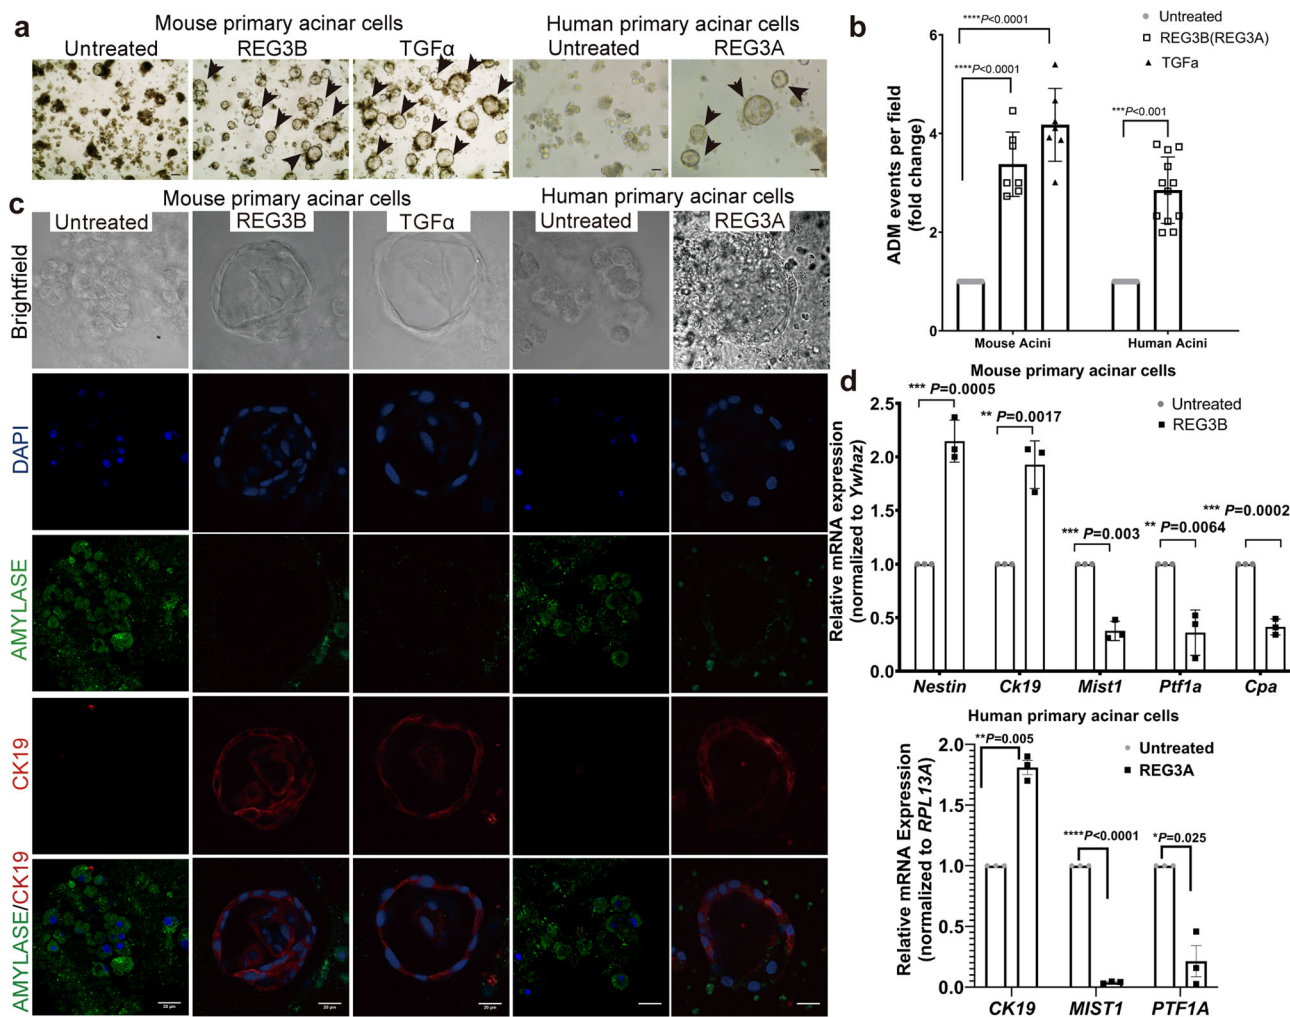 a
Mouse primary acinar cells
Human primary acinar cells
Untreated
REG3B
TGFα
Untreated
REG3A
b
Untreated
REG3B(REG3A)
TGFa
****P<0.0001
****P<0.0001
***P<0.001
ADM events per field
(fold change)
6
4
2
0
Mouse Acini
Human Acini
c
Mouse primary acinar cells
Human primary acinar cells
Untreated
REG3B
TGFα
Untreated
REG3A
Brightfield
DAPI
AMYLASE
CK19
AMYLASE/CK19
20 µm
20 µm
20 µm
d
Mouse primary acinar cells
Untreated
REG3B
*** P=0.0005
** P=0.0017
*** P=0.003
** P=0.0064
*** P=0.0002
Relative mRNA expression
(normalized to Ywhaz)
2.5
2.0
1.5
1.0
0.5
0.0
Nestin
Ck19
Mist1
Ptf1a
Cpa
Human primary acinar cells
Untreated
REG3A
**P=0.005
****P<0.0001
*P=0.025
Relative mRNA Expression
(normalized to RPL13A)
2.0
1.5
1.0
0.5
0.0
CK19
MIST1
PTF1A